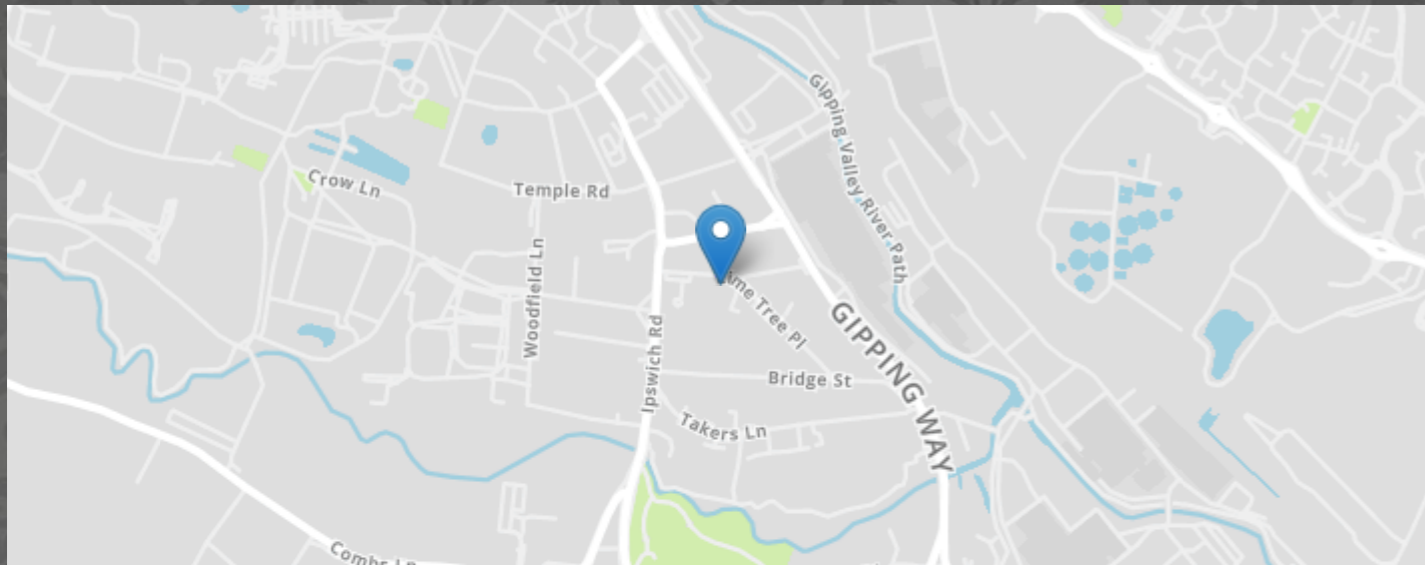 Gipping Valley River Path
Crow Ln
Temple Rd
Woodfield Ln
Tree Pl
GIPPING WAY
Ipswich Rd
Bridge St
Takers Ln
Combs